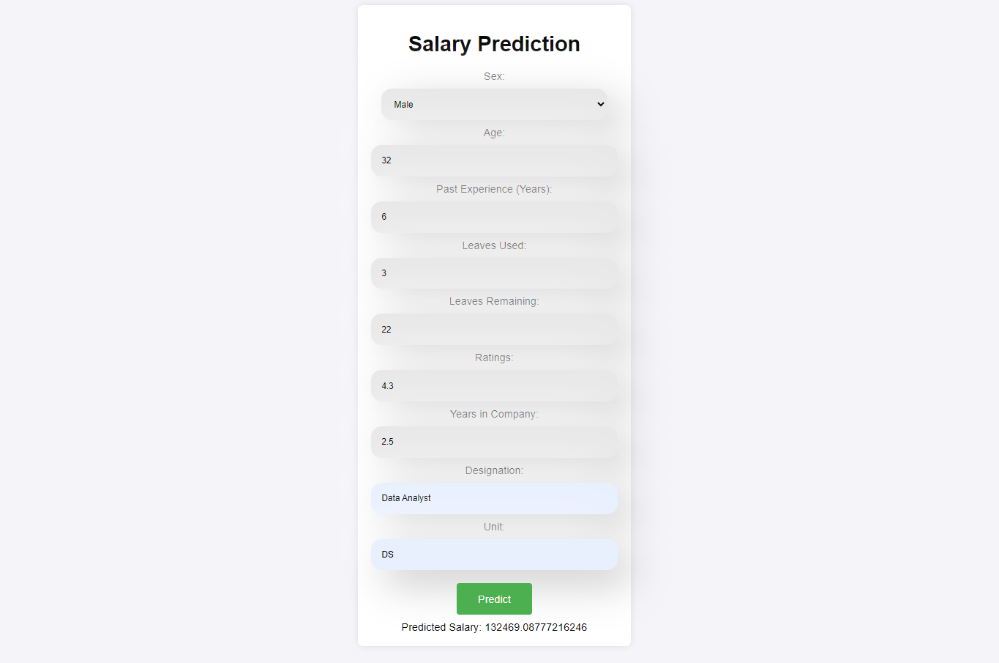 Salary Prediction
Sex:
Male
Age:
32
Past Experience (Years):
6
Leaves Used:
3
Leaves Remaining:
22
Ratings:
4.3
Years in Company:
2.5
Designation:
Data Analyst
Unit:
DS
Predict
Predicted Salary: 132469.08777216246